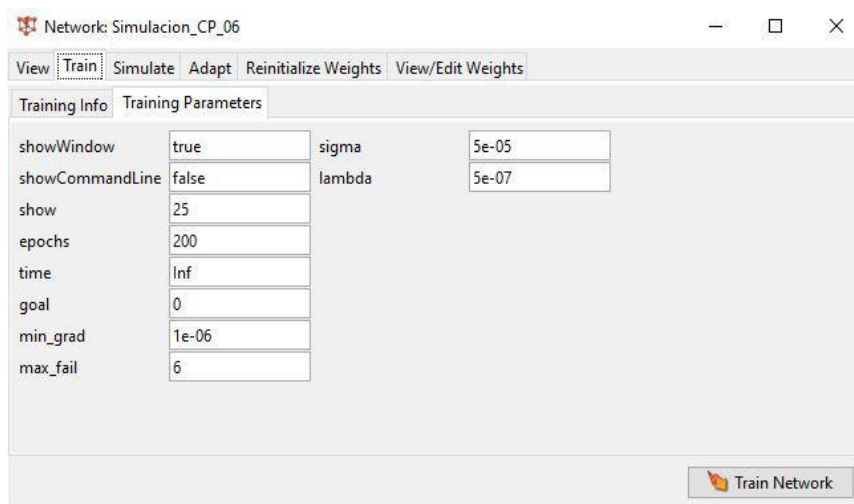 Network: Simulacion_CP_06
View Train Simulate Adapt Reinitialize Weights View/Edit Weights
Training Info Training Parameters
showWindow true sigma 5e-05
showCommandLine false lambda 5e-07
show 25
epochs 200
time Inf
goal 0
min_grad 1e-06
max_fail 6
Train Network